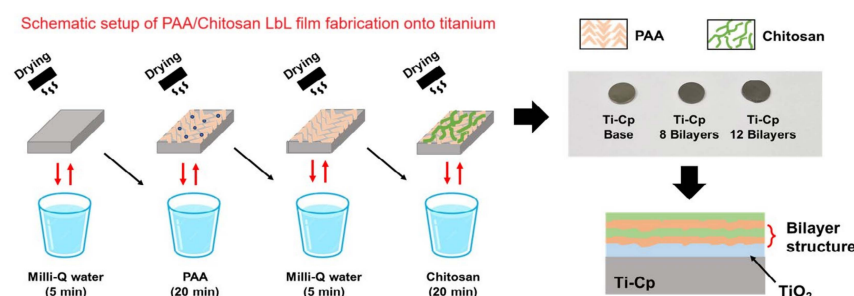 Schematic setup of PAA/Chitosan LbL film fabrication onto titanium
Drying
Drying
Drying
Drying
Milli-Q water
(5 min)
PAA
(20 min)
Milli-Q water
(5 min)
Chitosan
(20 min)
PAA
Chitosan
Ti-Cp
Base
Ti-Cp
8 Bilayers
Ti-Cp
12 Bilayers
Bilayer
structure
Ti-Cp
TiO₂